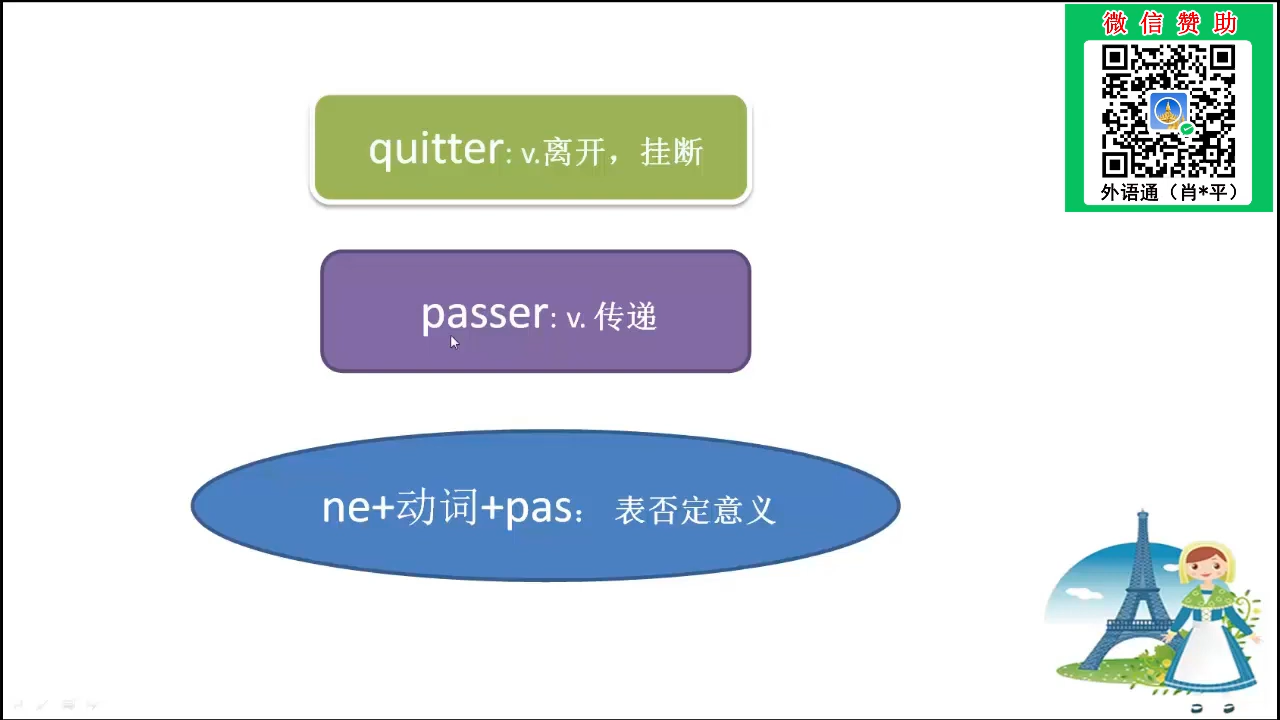 微信赞助
外语通（肖*平）
quitter: v.离开，挂断
passer: v. 传递
ne+动词+pas： 表否定意义